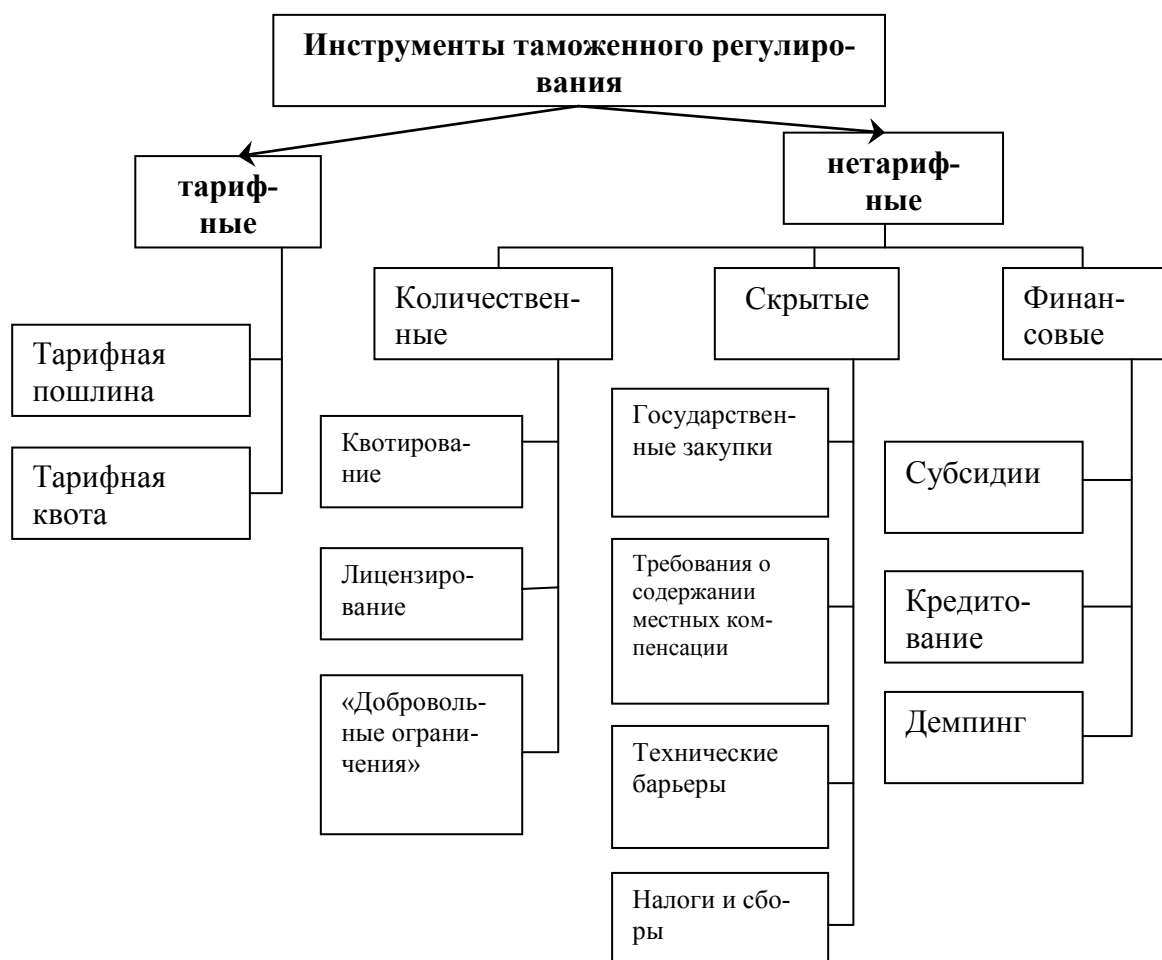 Инструменты таможенного регулиро-
вания
тариф-
ные
нетариф-
ные
Тарифная
пошлина
Тарифная
квота
Количествен-
ные
Квотирова-
ние
Лицензиро-
вание
«Доброволь-
ные ограни-
чения»
Скрытые
Государствен-
ные закупки
Требования о
содержании
местных ком-
пенсации
Технические
барьеры
Налоги и сбо-
ры
Финан-
совые
Субсидии
Кредито-
вание
Демпинг